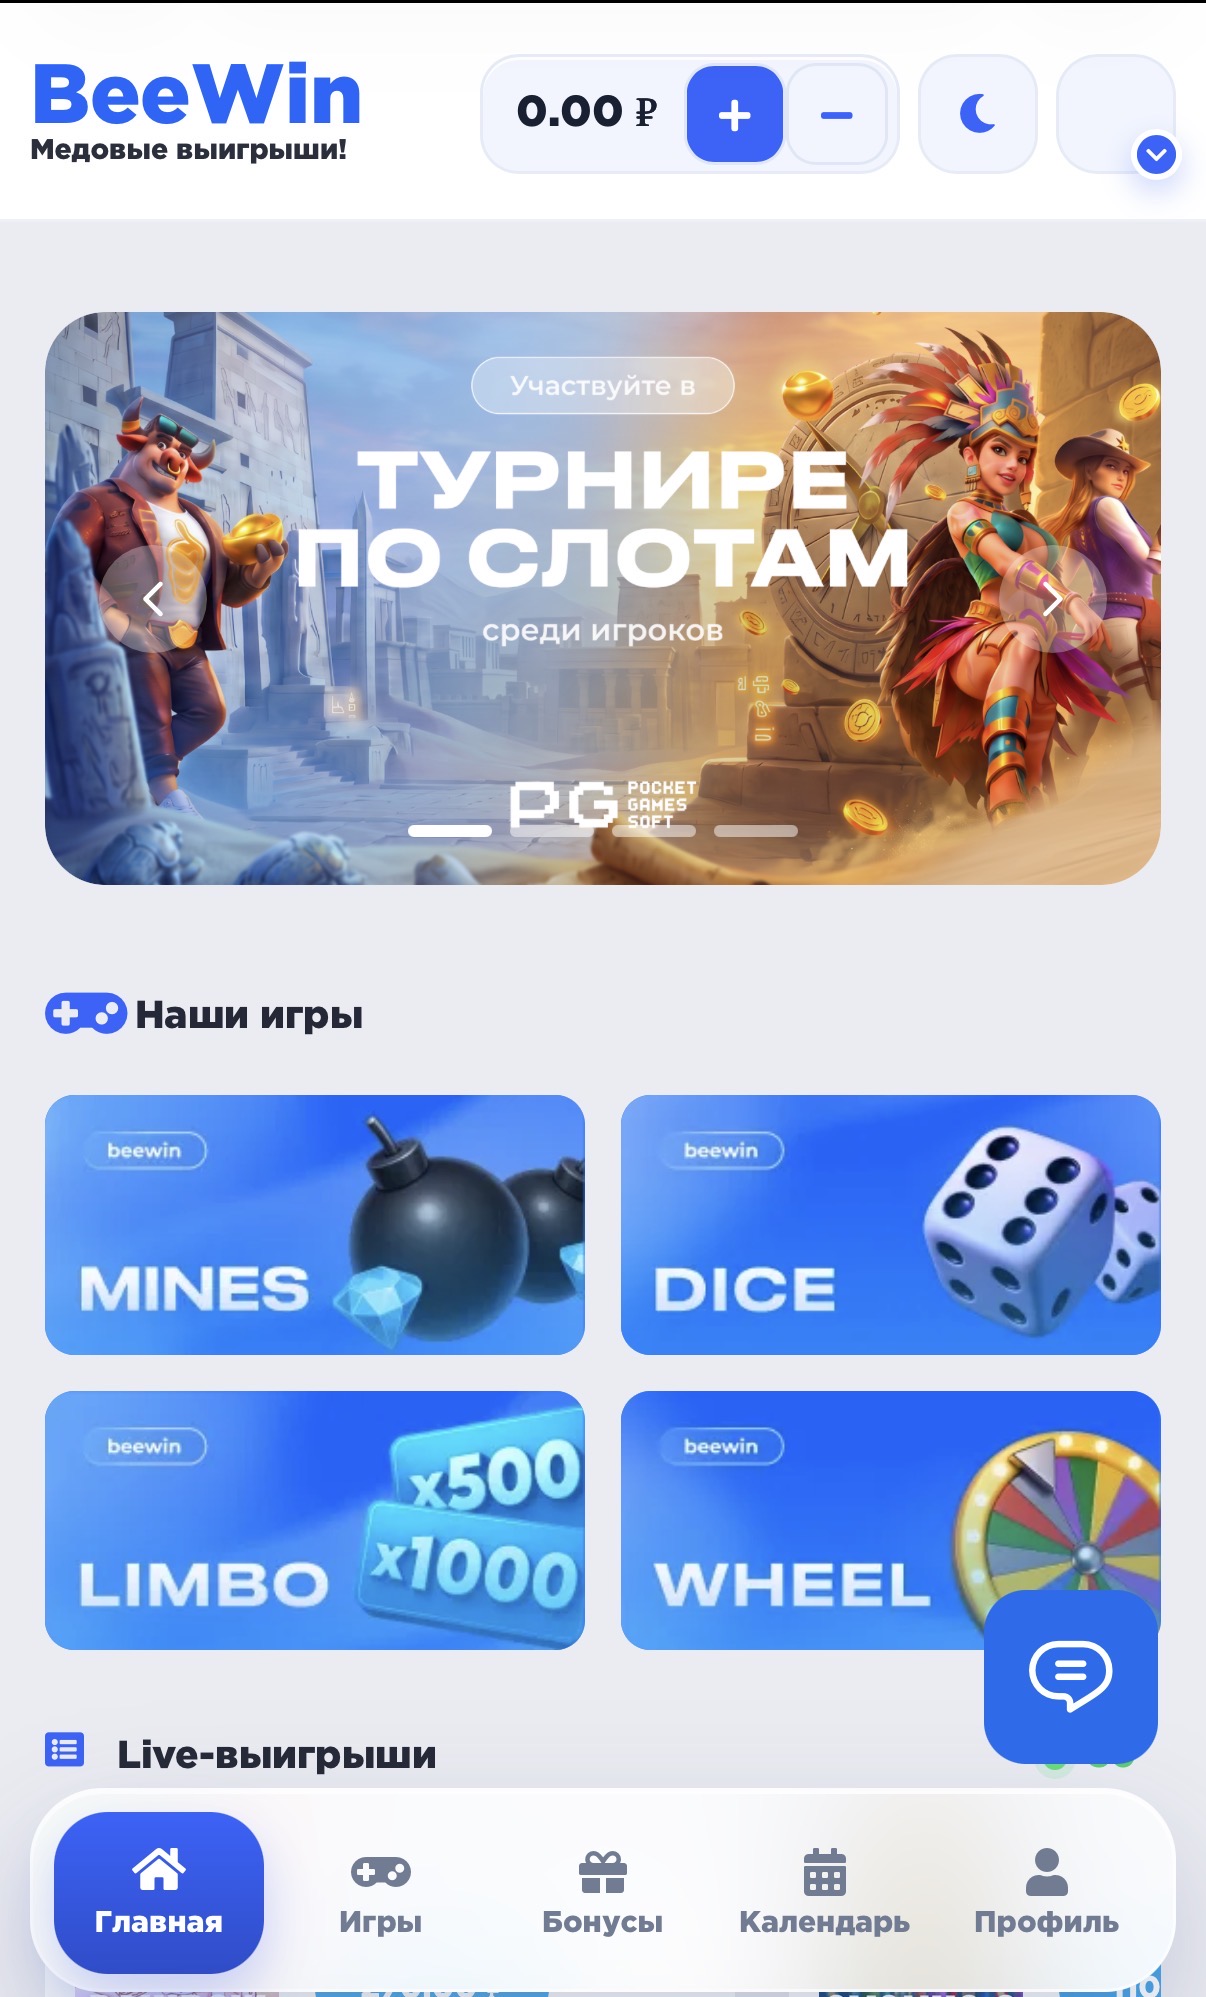 BeeWin
Медовые выигрыши!
0.00 ₽
Участвуйте в
ТУРНИРЕ
ПО СЛОТАМ
среди игроков
PG POCKET
GAMES
SOFT
Наши игры
beewin
MINES
beewin
DICE
beewin
x500
x1000
LIMBO
beewin
WHEEL
Live-выигрыши
Главная
Игры
Бонусы
Календарь
Профиль